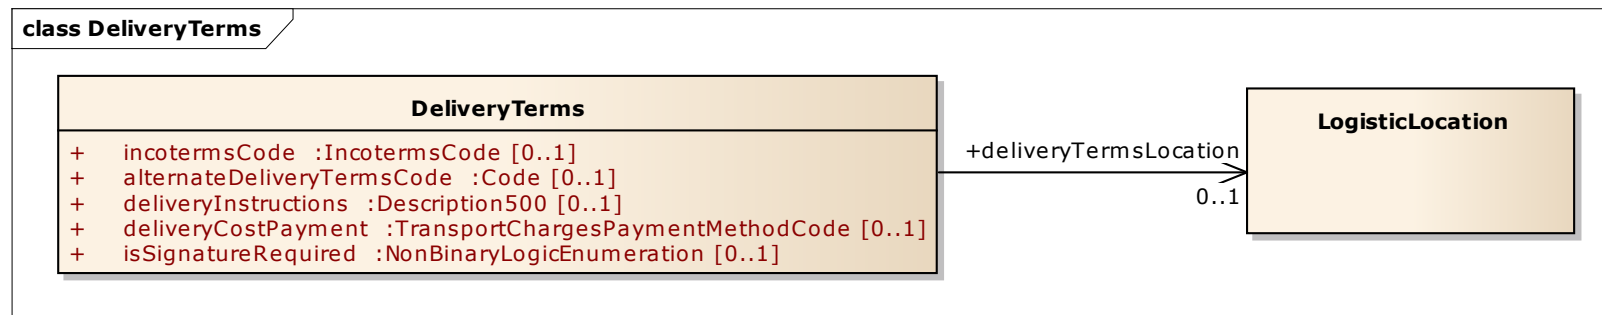 class DeliveryTerms
DeliveryTerms
+ incotermsCode :IncotermsCode [0..1]
+ alternateDeliveryTermsCode :Code [0..1]
+ deliveryInstructions :Description500 [0..1]
+ deliveryCostPayment :TransportChargesPaymentMethodCode [0..1]
+ isSignatureRequired :NonBinaryLogicEnumeration [0..1]
+deliveryTermsLocation
0..1
LogisticLocation